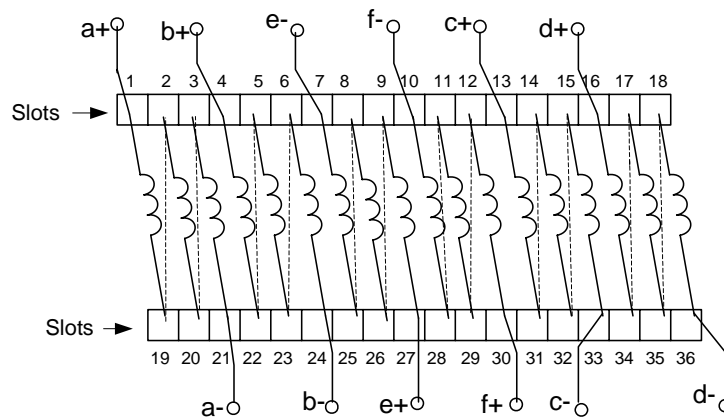 a+ b+ e- f- c+ d+
1 2 3 4 5 6 7 8 9 10 11 12 13 14 15 16 17 18
Slots
Slots
19 20 21 22 23 24 25 26 27 28 29 30 31 32 33 34 35 36
a- b- e+ f+ c- d-